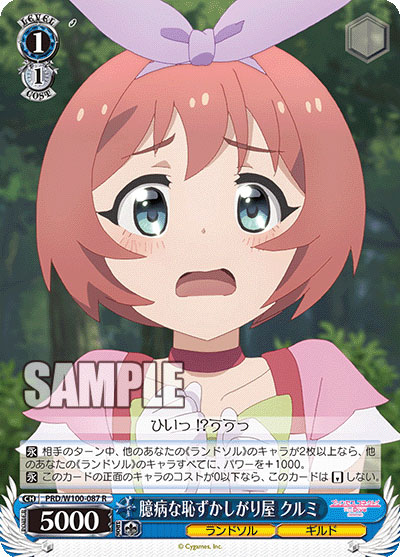 LEVEL
1
1
COST
SAMPLE
ひいっ !?ううっ
永 相手のターン中、他のあなたの《ランドソル》のキャラが2枚以上なら、他
のあなたの《ランドソル》のキャラすべてに、パワーを+1000。
永 このカードの正面のキャラのコストが0以下なら、このカードは しない。
CH PRD/W100-087 R
5000
臆病な恥ずかしがり屋 クルミ
ランドソル
ギルド
© Cygames, Inc.